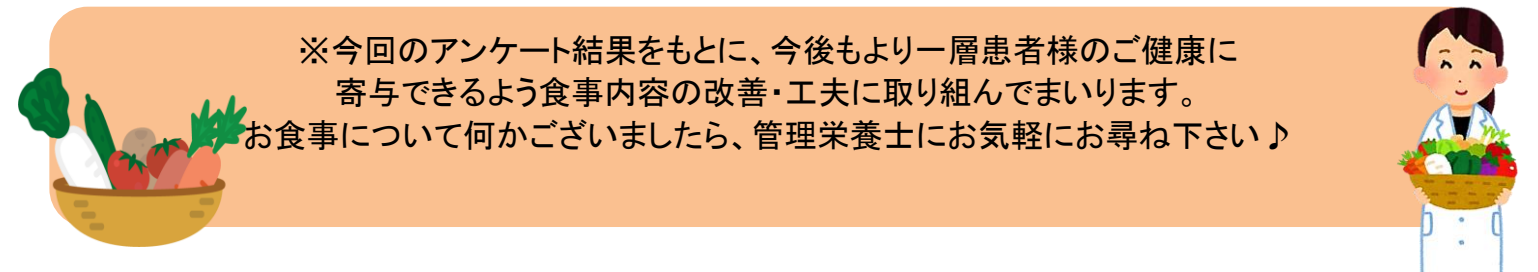 ※今回のアンケート結果をもとに、今後もより一層患者様のご健康に
寄与できるよう食事内容の改善・工夫に取り組んでまいります。
お食事について何かございましたら、管理栄養士にお気軽にお尋ね下さい♪